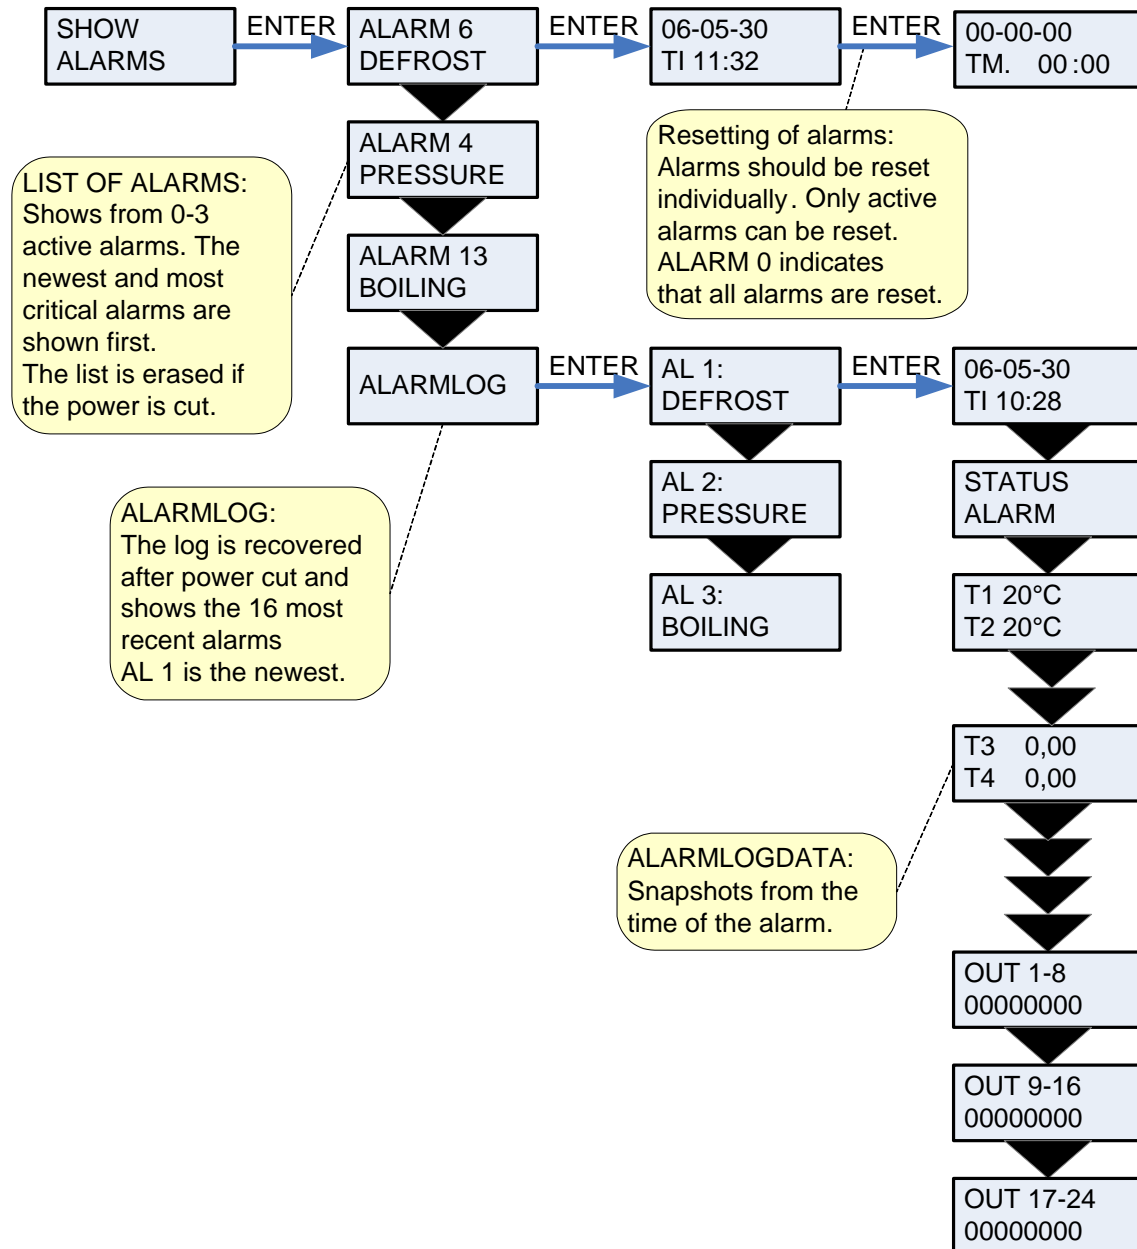 SHOW
ALARMS
ENTER
ALARM 6
DEFROST
ENTER
06-05-30
TI 11:32
ENTER
00-00-00
TM. 00:00
LIST OF ALARMS:
Shows from 0-3
active alarms. The
newest and most
critical alarms are
shown first.
The list is erased if
the power is cut.
ALARM 4
PRESSURE
Resetting of alarms:
Alarms should be reset
individually. Only active
alarms can be reset.
ALARM 0 indicates
that all alarms are reset.
ALARM 13
BOILING
ALARMLOG
ENTER
AL 1:
DEFROST
ENTER
06-05-30
TI 10:28
ALARMLOG:
The log is recovered
after power cut and
shows the 16 most
recent alarms
AL 1 is the newest.
AL 2:
PRESSURE
STATUS
ALARM
AL 3:
BOILING
T1 20°C
T2 20°C
T3 0,00
T4 0,00
ALARMLOGDATA:
Snapshots from the
time of the alarm.
OUT 1-8
00000000
OUT 9-16
00000000
OUT 17-24
00000000